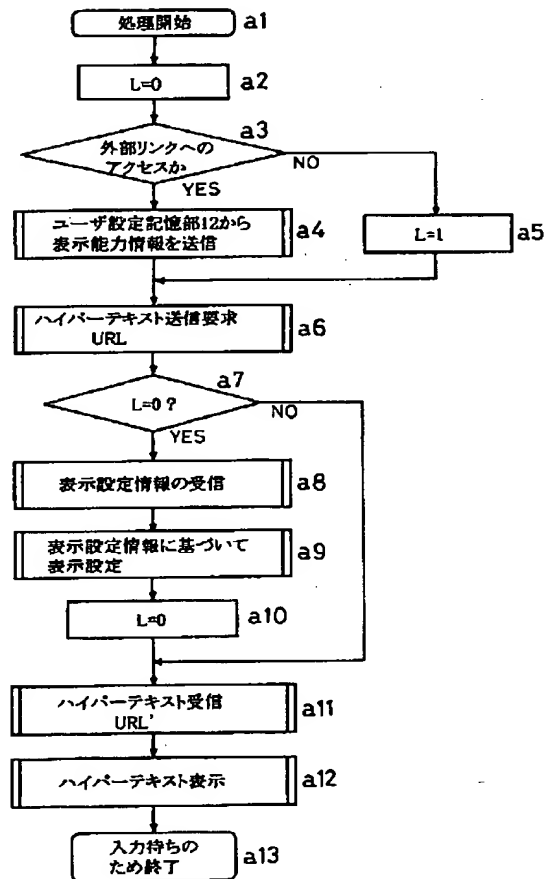 処理開始 a1
L=0 a2
a3
外部リンクへの
アクセスか
NO
YES
ユーザ設定記憶部12から
表示能力情報を送信 a4
L=1 a5
ハイパーテキスト送信要求
URL a6
a7
L=0?
NO
YES
表示設定情報の受信 a8
表示設定情報に基づいて
表示設定 a9
L=0 a10
ハイパーテキスト受信
URL' a11
ハイパーテキスト表示 a12
入力待ちの
ため終了 a13